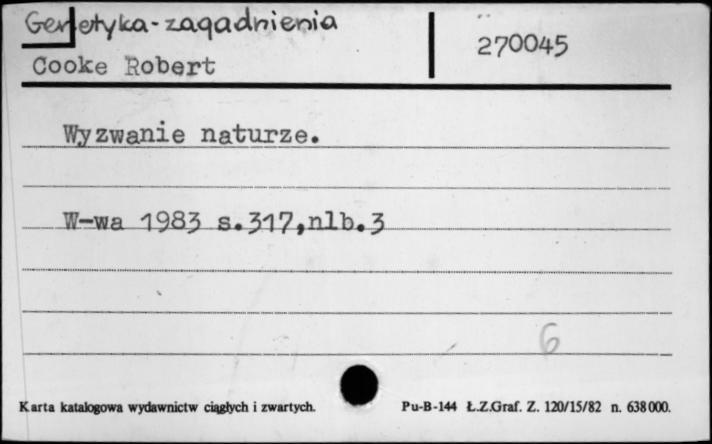 Genetyka-zagadnienia
270045
Cooke Robert
Wyzwanie naturze.
W-wa 1983 s.317,nlb.3
6
Karta katalogowa wydawnictw ciągłych i zwartych. Pu-B-144 Ł.Z.Graf. Z. 120/15/82 n. 638000.